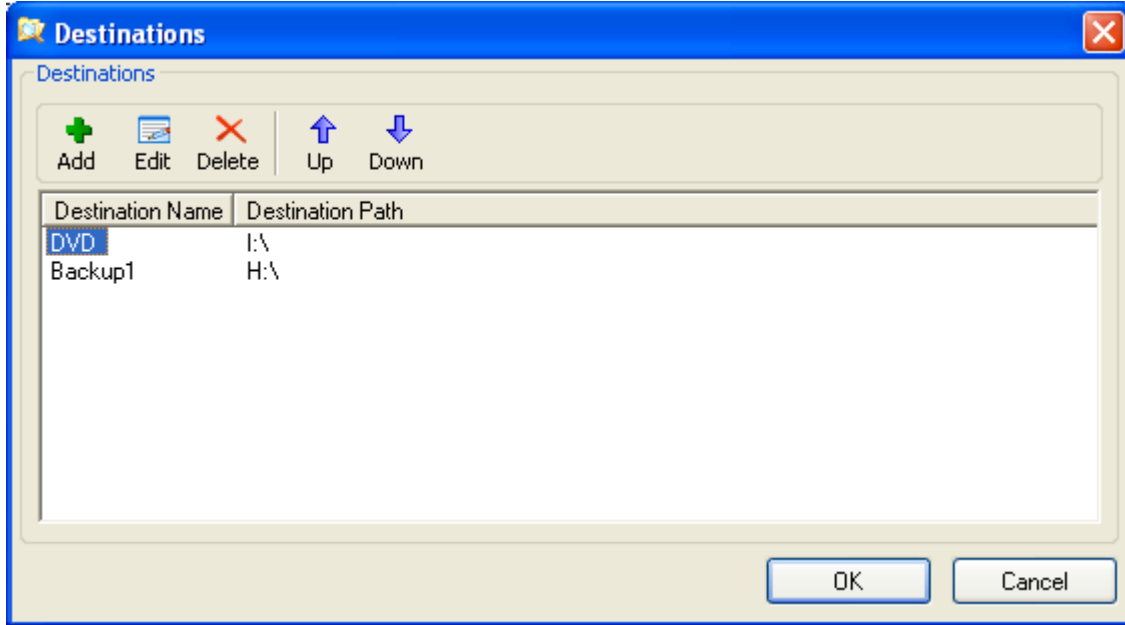 Destinations
Destinations
Add Edit Delete Up Down
Destination Name Destination Path
DVD I:\
Backup1 H:\
OK Cancel